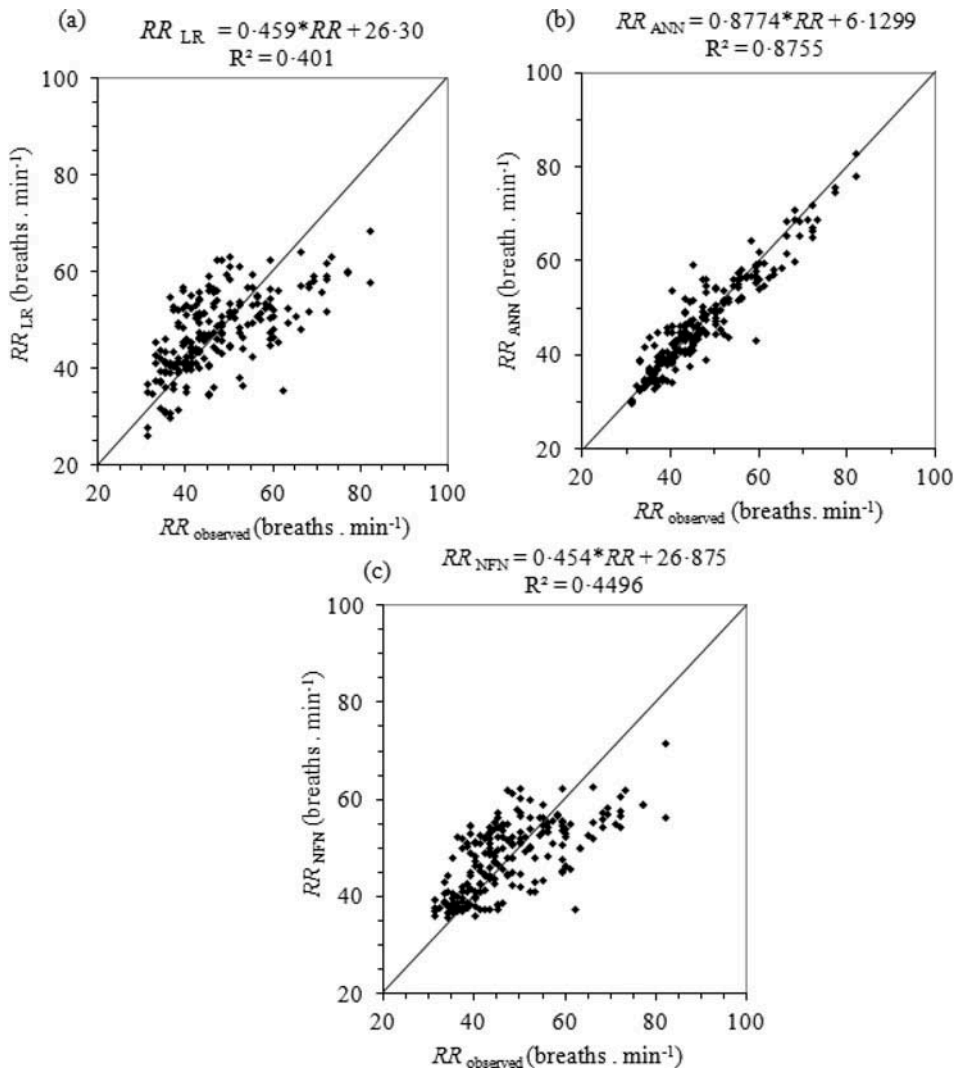 (a)
RR LR = 0·459*RR + 26·30
R² = 0·401
100
80
60
40
20
20 40 60 80 100
RR LR (breaths . min⁻¹)
RR observed (breaths . min⁻¹)
(b)
RR ANN = 0·8774*RR + 6·1299
R² = 0·8755
100
80
60
40
20
20 40 60 80 100
RR ANN (breath . min⁻¹)
RR observed (breaths. min⁻¹)
(c)
RR NFN = 0·454*RR + 26·875
R² = 0·4496
100
80
60
40
20
20 40 60 80 100
RR NFN (breaths . min⁻¹)
RR observed (breaths . min⁻¹)